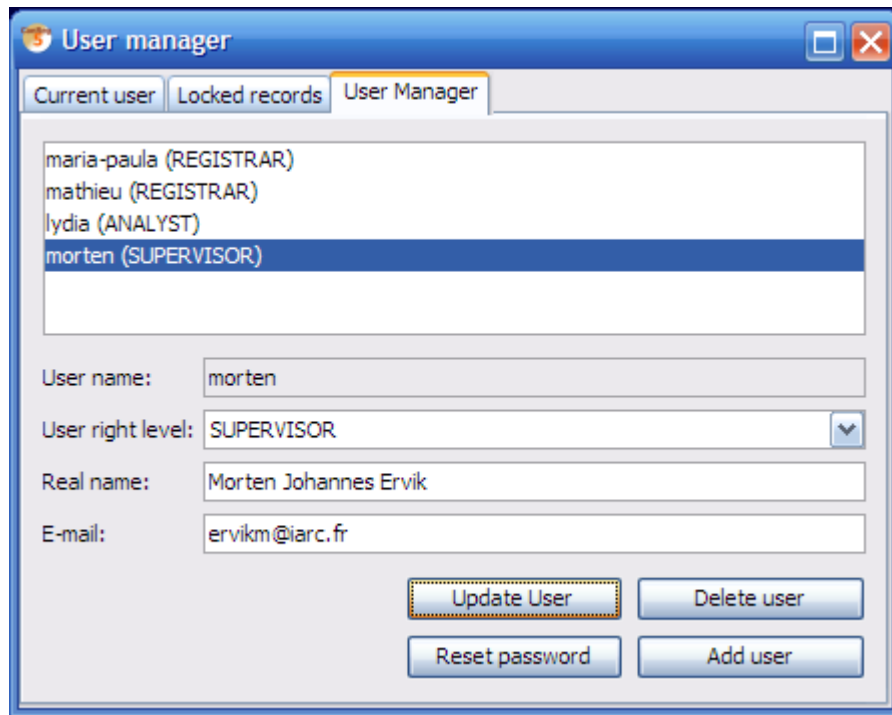 User manager
Current user Locked records User Manager
maria-paula (REGISTRAR)
mathieu (REGISTRAR)
lydia (ANALYST)
morten (SUPERVISOR)
User name: morten
User right level: SUPERVISOR
Real name: Morten Johannes Ervik
E-mail: ervikm@iarc.fr
Update User Delete user
Reset password Add user